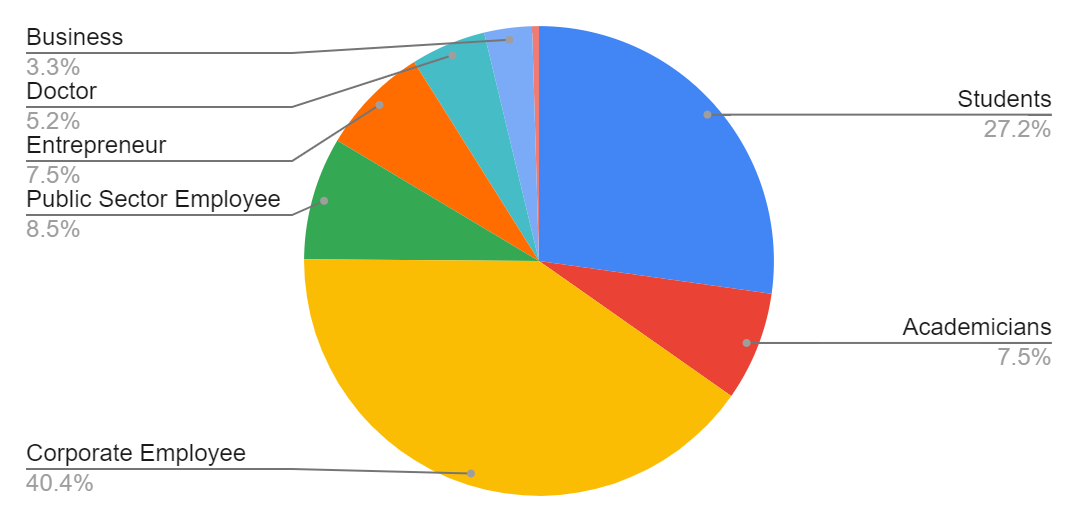 Business
3.3%
Doctor
5.2%
Entrepreneur
7.5%
Public Sector Employee
8.5%
Corporate Employee
40.4%
Students
27.2%
Academicians
7.5%